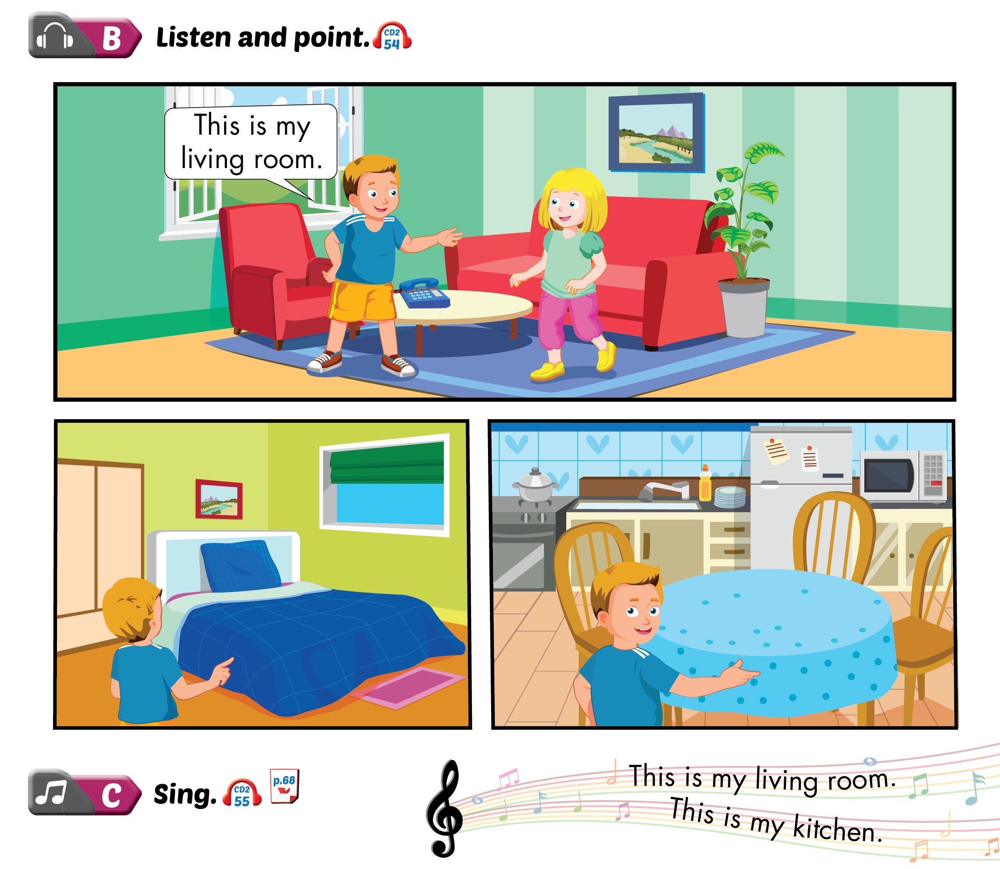 B Listen and point. CD2 54
This is my
living room.
C Sing. CD2 55 p.68
This is my living room.
This is my kitchen.